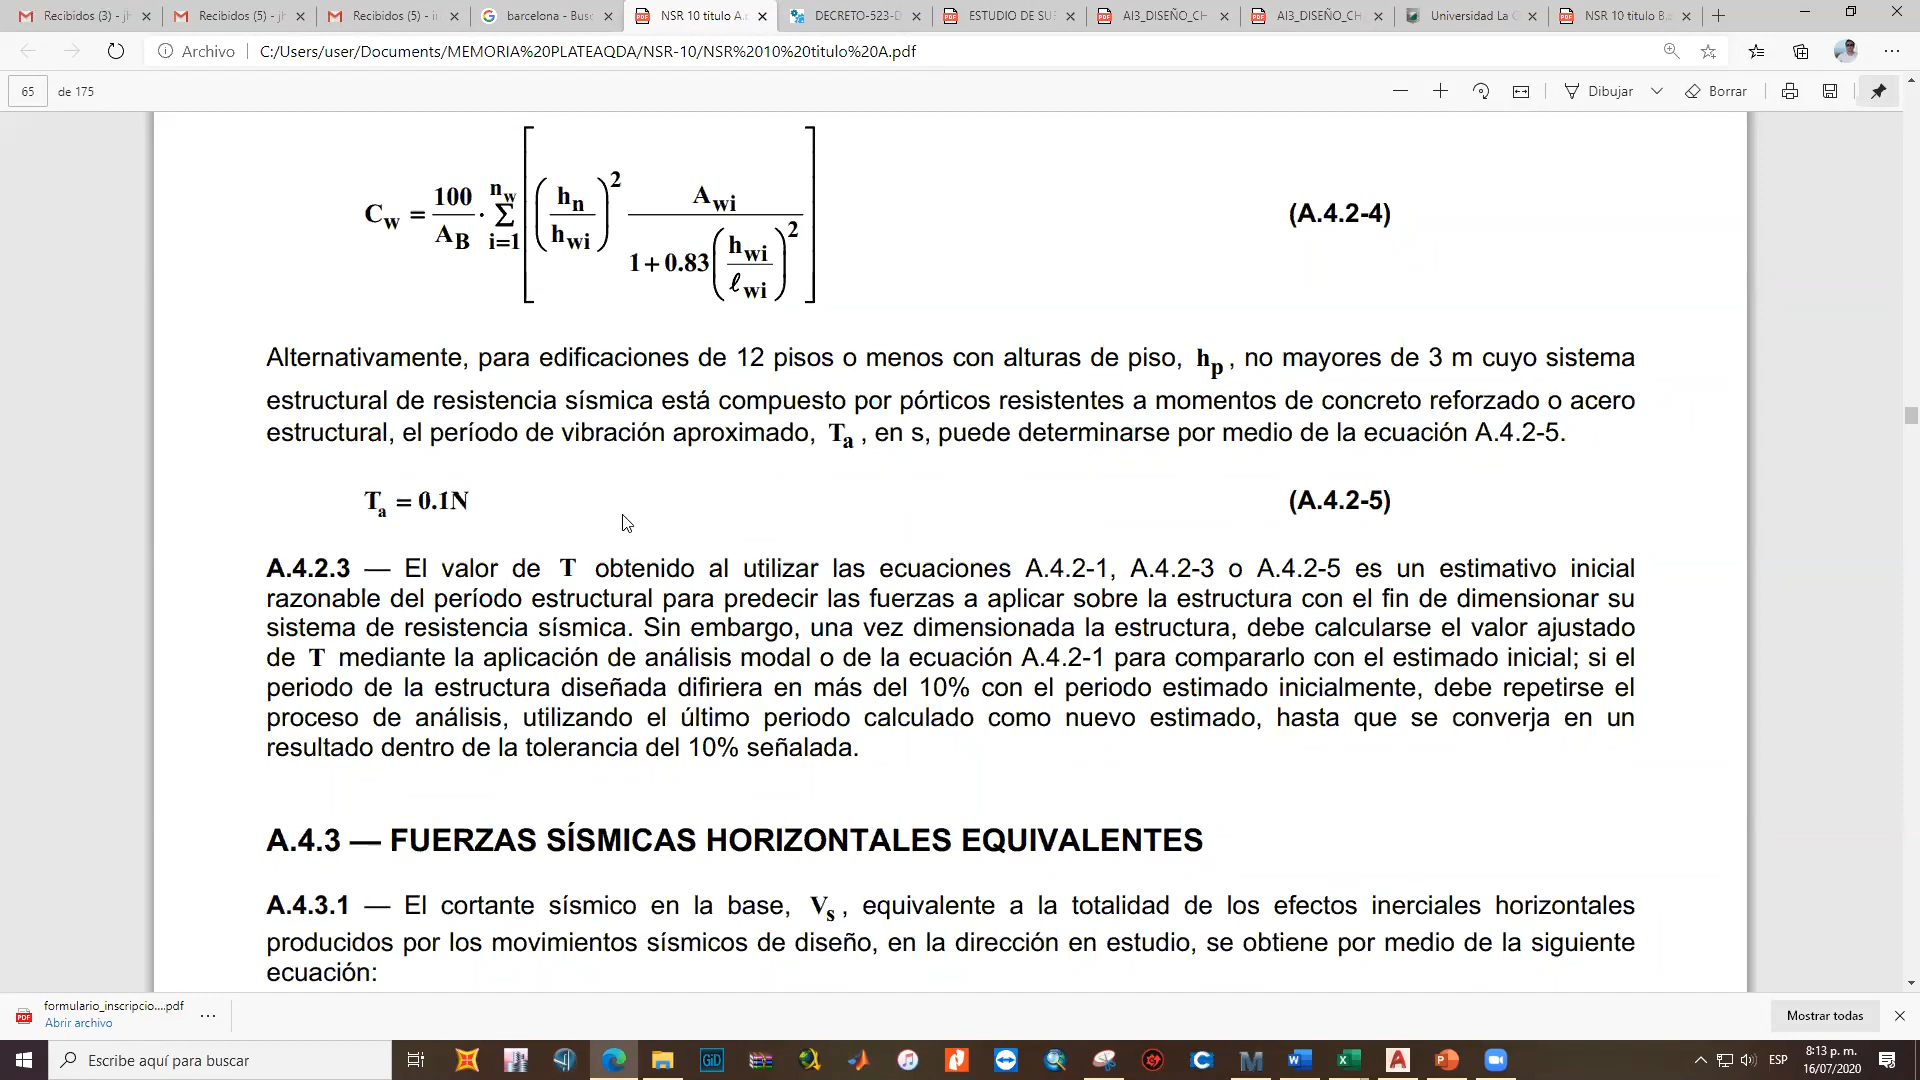 Recibidos (3) - jh
Recibidos (5) - jh
Recibidos (5) - ir
barcelona - Busc
NSR 10 titulo A.c
DECRETO-523-D
ESTUDIO DE SUE
AI3_DISEÑO_CH
AI3_DISEÑO_CH
Universidad La G
NSR 10 titulo B.p
Archivo
C:/Users/user/Documents/MEMORIA%20PLATEAQDA/NSR-10/NSR%2010%20titulo%20A.pdf
65 de 175
Dibujar
Borrar
C_w = 100/A_B · Σ_{i=1}^{n_w} [ (h_n/h_wi)^2 A_wi/(1+0.83(h_wi/ℓ_wi)^2) ] (A.4.2-4)
Alternativamente, para edificaciones de 12 pisos o menos con alturas de piso, h_p, no mayores de 3 m cuyo sistema
estructural de resistencia sísmica está compuesto por pórticos resistentes a momentos de concreto reforzado o acero
estructural, el período de vibración aproximado, T_a, en s, puede determinarse por medio de la ecuación A.4.2-5.
T_a = 0.1N (A.4.2-5)
A.4.2.3 — El valor de T obtenido al utilizar las ecuaciones A.4.2-1, A.4.2-3 o A.4.2-5 es un estimativo inicial
razonable del período estructural para predecir las fuerzas a aplicar sobre la estructura con el fin de dimensionar su
sistema de resistencia sísmica. Sin embargo, una vez dimensionada la estructura, debe calcularse el valor ajustado
de T mediante la aplicación de análisis modal o de la ecuación A.4.2-1 para compararlo con el estimado inicial; si el
periodo de la estructura diseñada difiriera en más del 10% con el periodo estimado inicialmente, debe repetirse el
proceso de análisis, utilizando el último periodo calculado como nuevo estimado, hasta que se converja en un
resultado dentro de la tolerancia del 10% señalada.
A.4.3 — FUERZAS SÍSMICAS HORIZONTALES EQUIVALENTES
A.4.3.1 — El cortante sísmico en la base, V_s, equivalente a la totalidad de los efectos inerciales horizontales
producidos por los movimientos sísmicos de diseño, en la dirección en estudio, se obtiene por medio de la siguiente
ecuación:
formulario_inscripcio....pdf
Abrir archivo
Mostrar todas
Escribe aquí para buscar
GiD
ESP
8:13 p. m.
16/07/2020